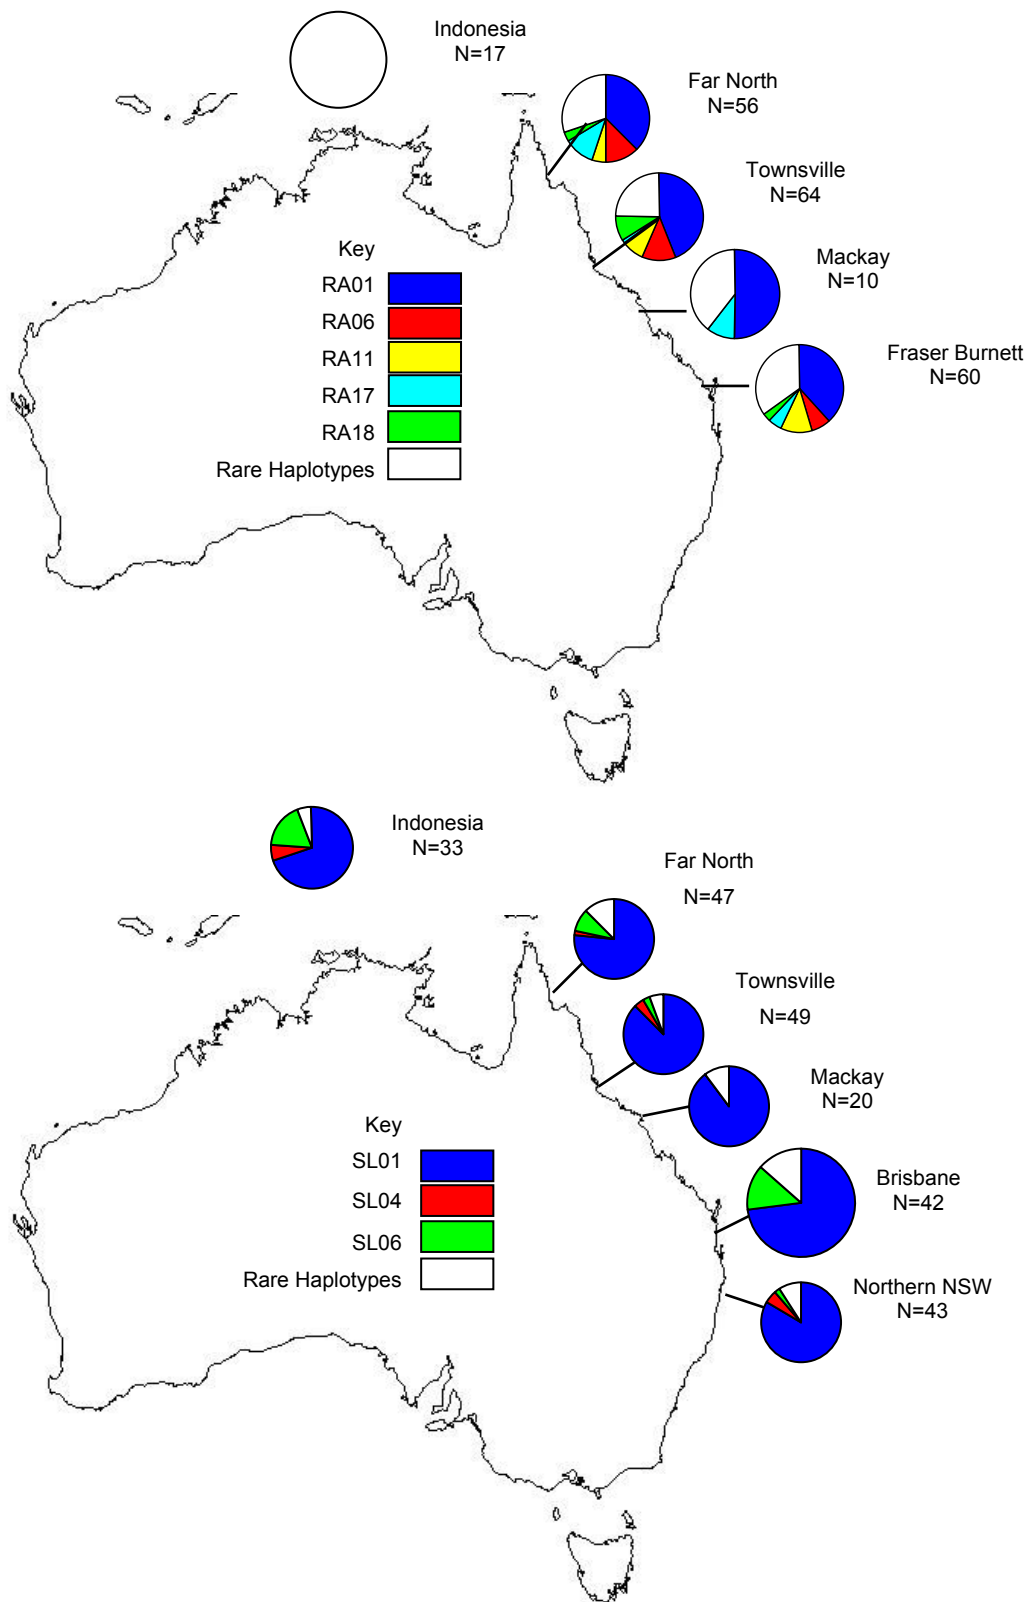 Indonesia
N=17
Far North
N=56
Townsville
N=64
Mackay
N=10
Fraser Burnett
N=60
Key
RA01
RA06
RA11
RA17
RA18
Rare Haplotypes
Indonesia
N=33
Far North
N=47
Townsville
N=49
Mackay
N=20
Brisbane
N=42
Northern NSW
N=43
Key
SL01
SL04
SL06
Rare Haplotypes